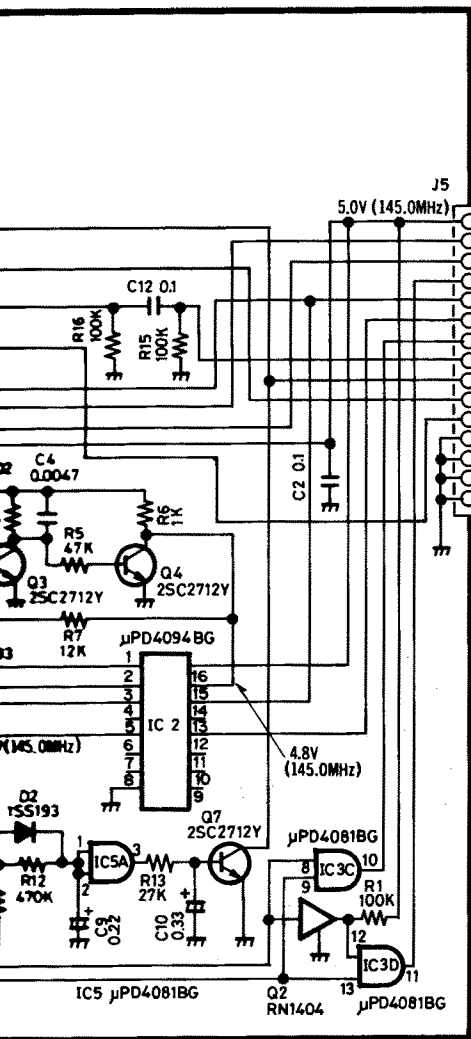 J5
5.0V (145.0MHz)
C12 0.1
R16
100K
R15
100K
C4
0.0047
C2 0.1
R6
1K
R5
47K
Q4
2SC2712Y
Q3
2SC2712Y
R7
12K
µPD4094BG
1
2
3
4
5
6
7
8
IC 2
16
15
14
13
12
11
10
9
4.8V
(145.0MHz)
(145.0MHz)
D2
1SS193
Q7
2SC2712Y
µPD4081BG
1
2
IC5A
3
R12
470K
R13
27K
C9
0.22
C10
0.33
8
9
IC3C
10
R1
100K
12
13
IC3D
11
IC5 µPD4081BG
Q2
RN1404
µPD4081BG